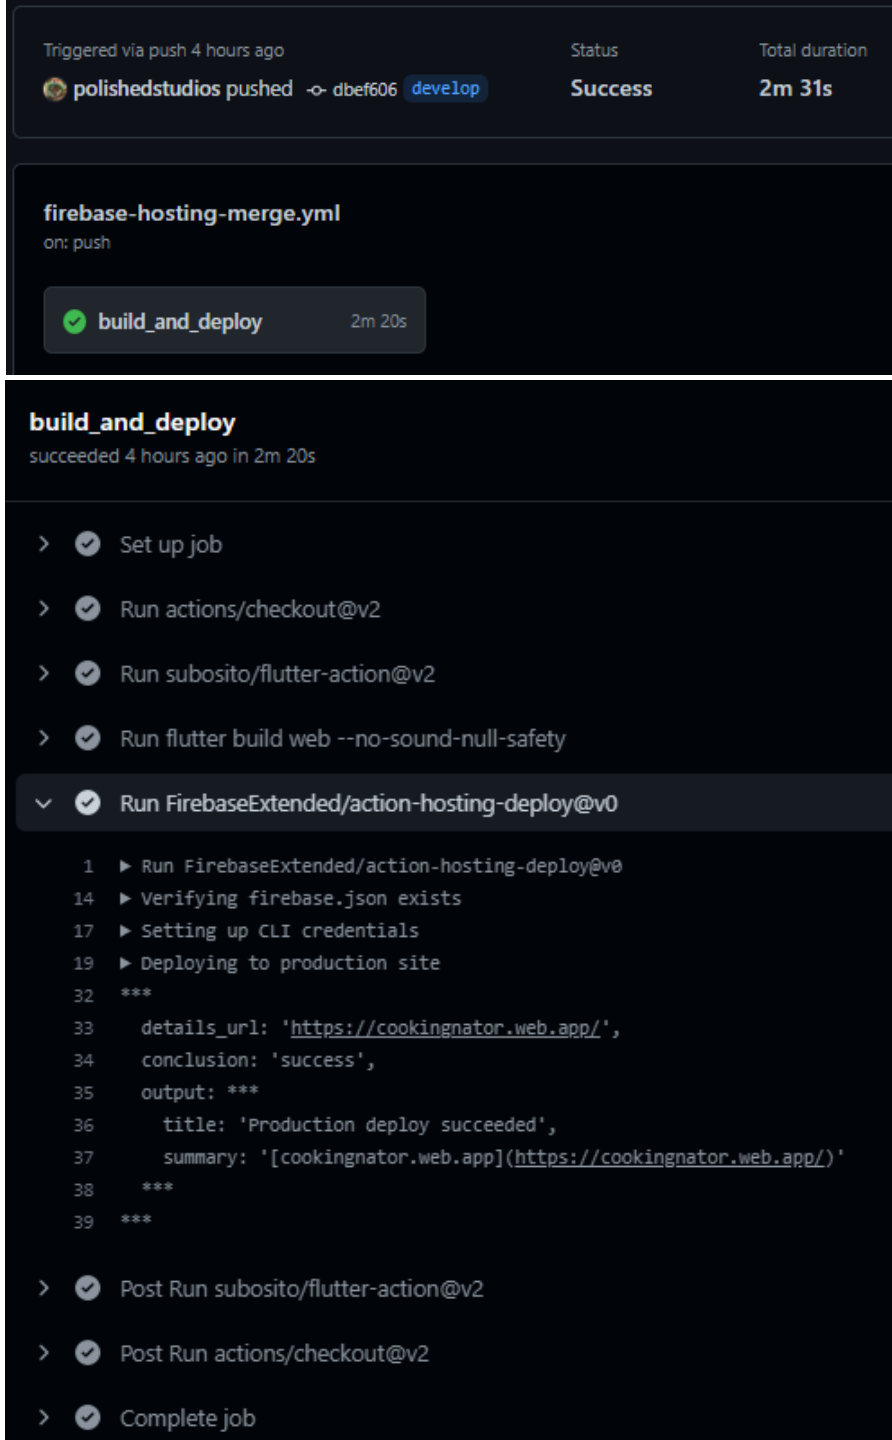 Triggered via push 4 hours ago
Status
Total duration
polishedstudios pushed dbef606 develop
Success
2m 31s
firebase-hosting-merge.yml
on: push
build_and_deploy 2m 20s
build_and_deploy
succeeded 4 hours ago in 2m 20s
Set up job
Run actions/checkout@v2
Run subosito/flutter-action@v2
Run flutter build web --no-sound-null-safety
Run FirebaseExtended/action-hosting-deploy@v0
1 ▶ Run FirebaseExtended/action-hosting-deploy@v0
14 ▶ Verifying firebase.json exists
17 ▶ Setting up CLI credentials
19 ▶ Deploying to production site
32 ***
33 details_url: 'https://cookingnator.web.app/',
34 conclusion: 'success',
35 output: ***
36 title: 'Production deploy succeeded',
37 summary: '[cookingnator.web.app](https://cookingnator.web.app/)'
38 ***
39 ***
Post Run subosito/flutter-action@v2
Post Run actions/checkout@v2
Complete job